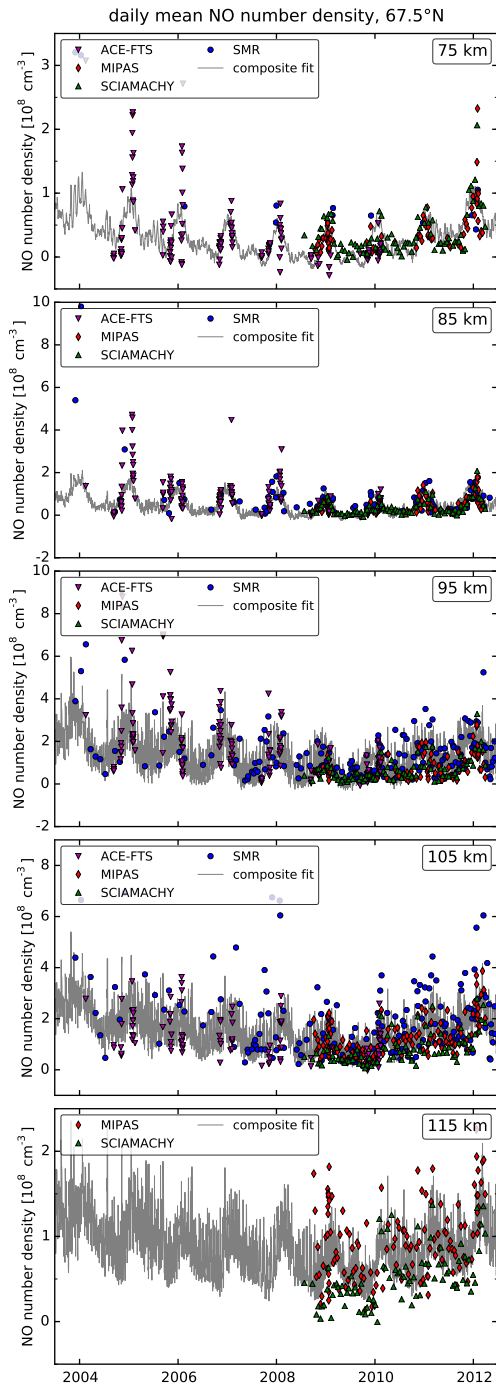 daily mean NO number density, 67.5°N
NO number density [10⁸ cm⁻³]
3
2
1
0
ACE-FTS
MIPAS
SCIAMACHY
SMR
composite fit
75 km
NO number density [10⁸ cm⁻³]
10
8
6
4
2
0
-2
ACE-FTS
MIPAS
SCIAMACHY
SMR
composite fit
85 km
NO number density [10⁸ cm⁻³]
10
8
6
4
2
0
-2
ACE-FTS
MIPAS
SCIAMACHY
SMR
composite fit
95 km
NO number density [10⁸ cm⁻³]
8
6
4
2
0
ACE-FTS
MIPAS
SCIAMACHY
SMR
composite fit
105 km
NO number density [10⁸ cm⁻³]
2
1
0
MIPAS
SCIAMACHY
composite fit
115 km
2004 2006 2008 2010 2012